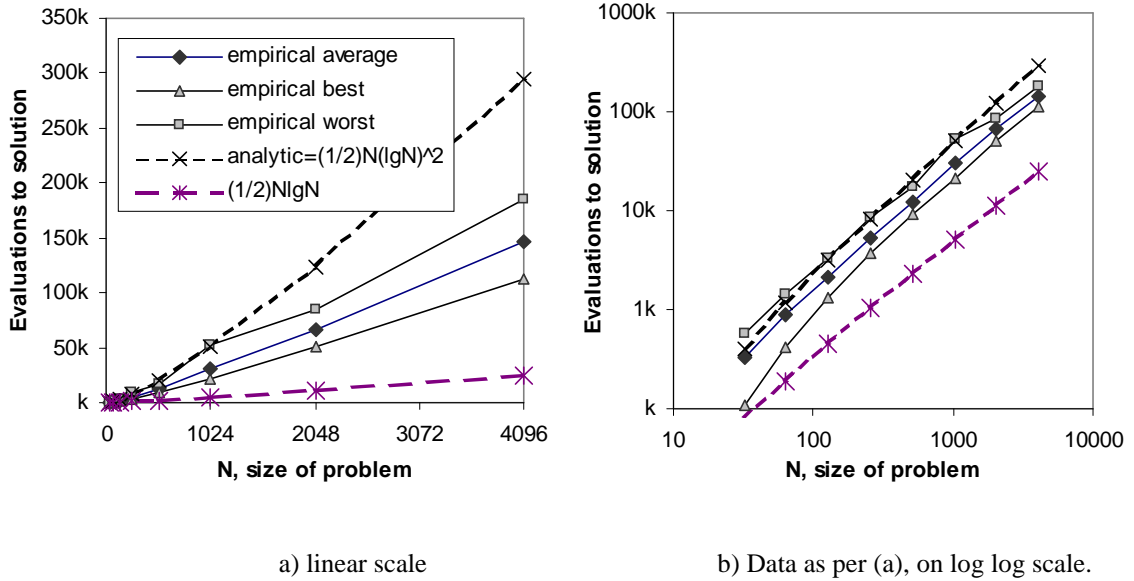 350k
300k
250k
200k
150k
100k
50k
k
Evaluations to solution
empirical average
empirical best
empirical worst
analytic=(1/2)N(lgN)^2
(1/2)NlgN
0
1024
2048
3072
4096
N, size of problem
a) linear scale
1000k
100k
10k
1k
k
Evaluations to solution
10
100
1000
10000
N, size of problem
b) Data as per (a), on log log scale.